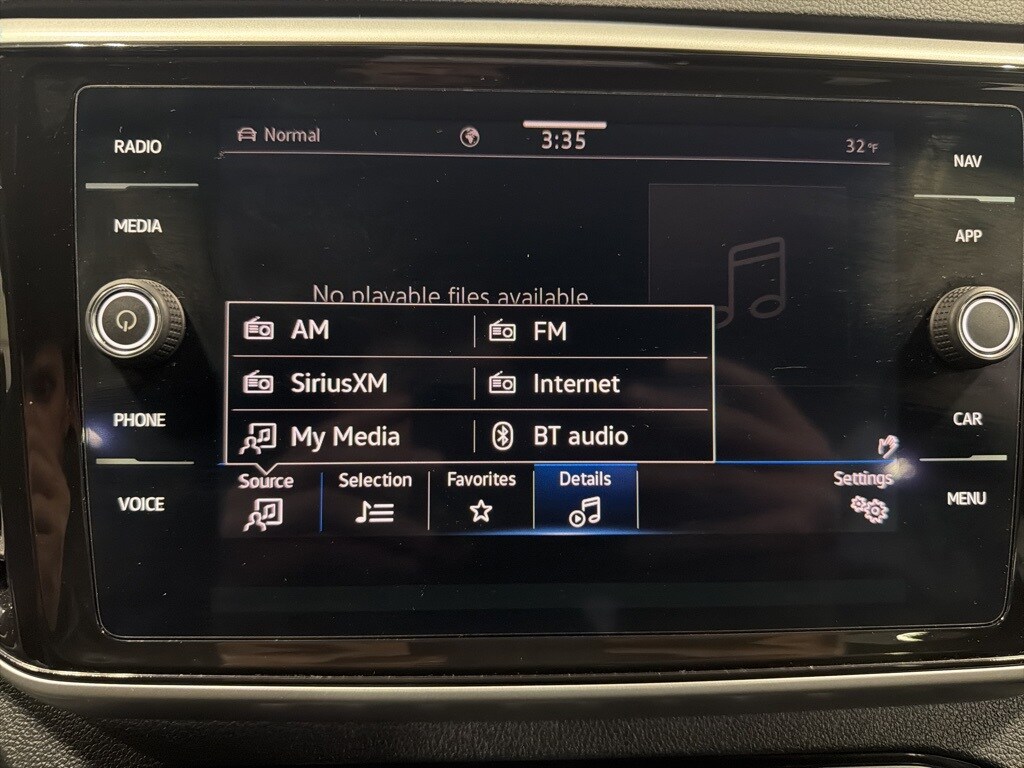 RADIO
MEDIA
PHONE
VOICE
Normal
3:35
32 °F
No playable files available.
AM
FM
SiriusXM
Internet
My Media
BT audio
Source
Selection
Favorites
Details
Settings
NAV
APP
CAR
MENU